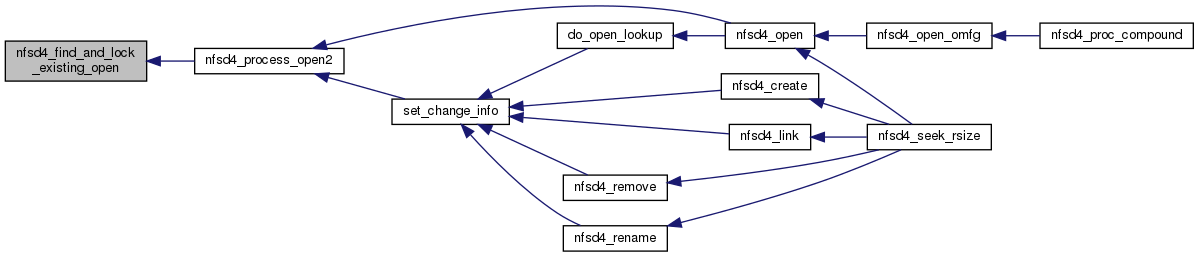 nfsd4_find_and_lock
_existing_open
nfsd4_process_open2
set_change_info
do_open_lookup
nfsd4_open
nfsd4_open_omfg
nfsd4_proc_compound
nfsd4_create
nfsd4_link
nfsd4_seek_rsize
nfsd4_remove
nfsd4_rename